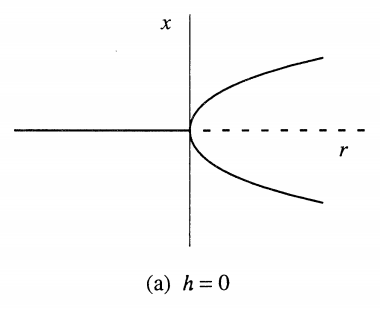 x
r
(a) h = 0